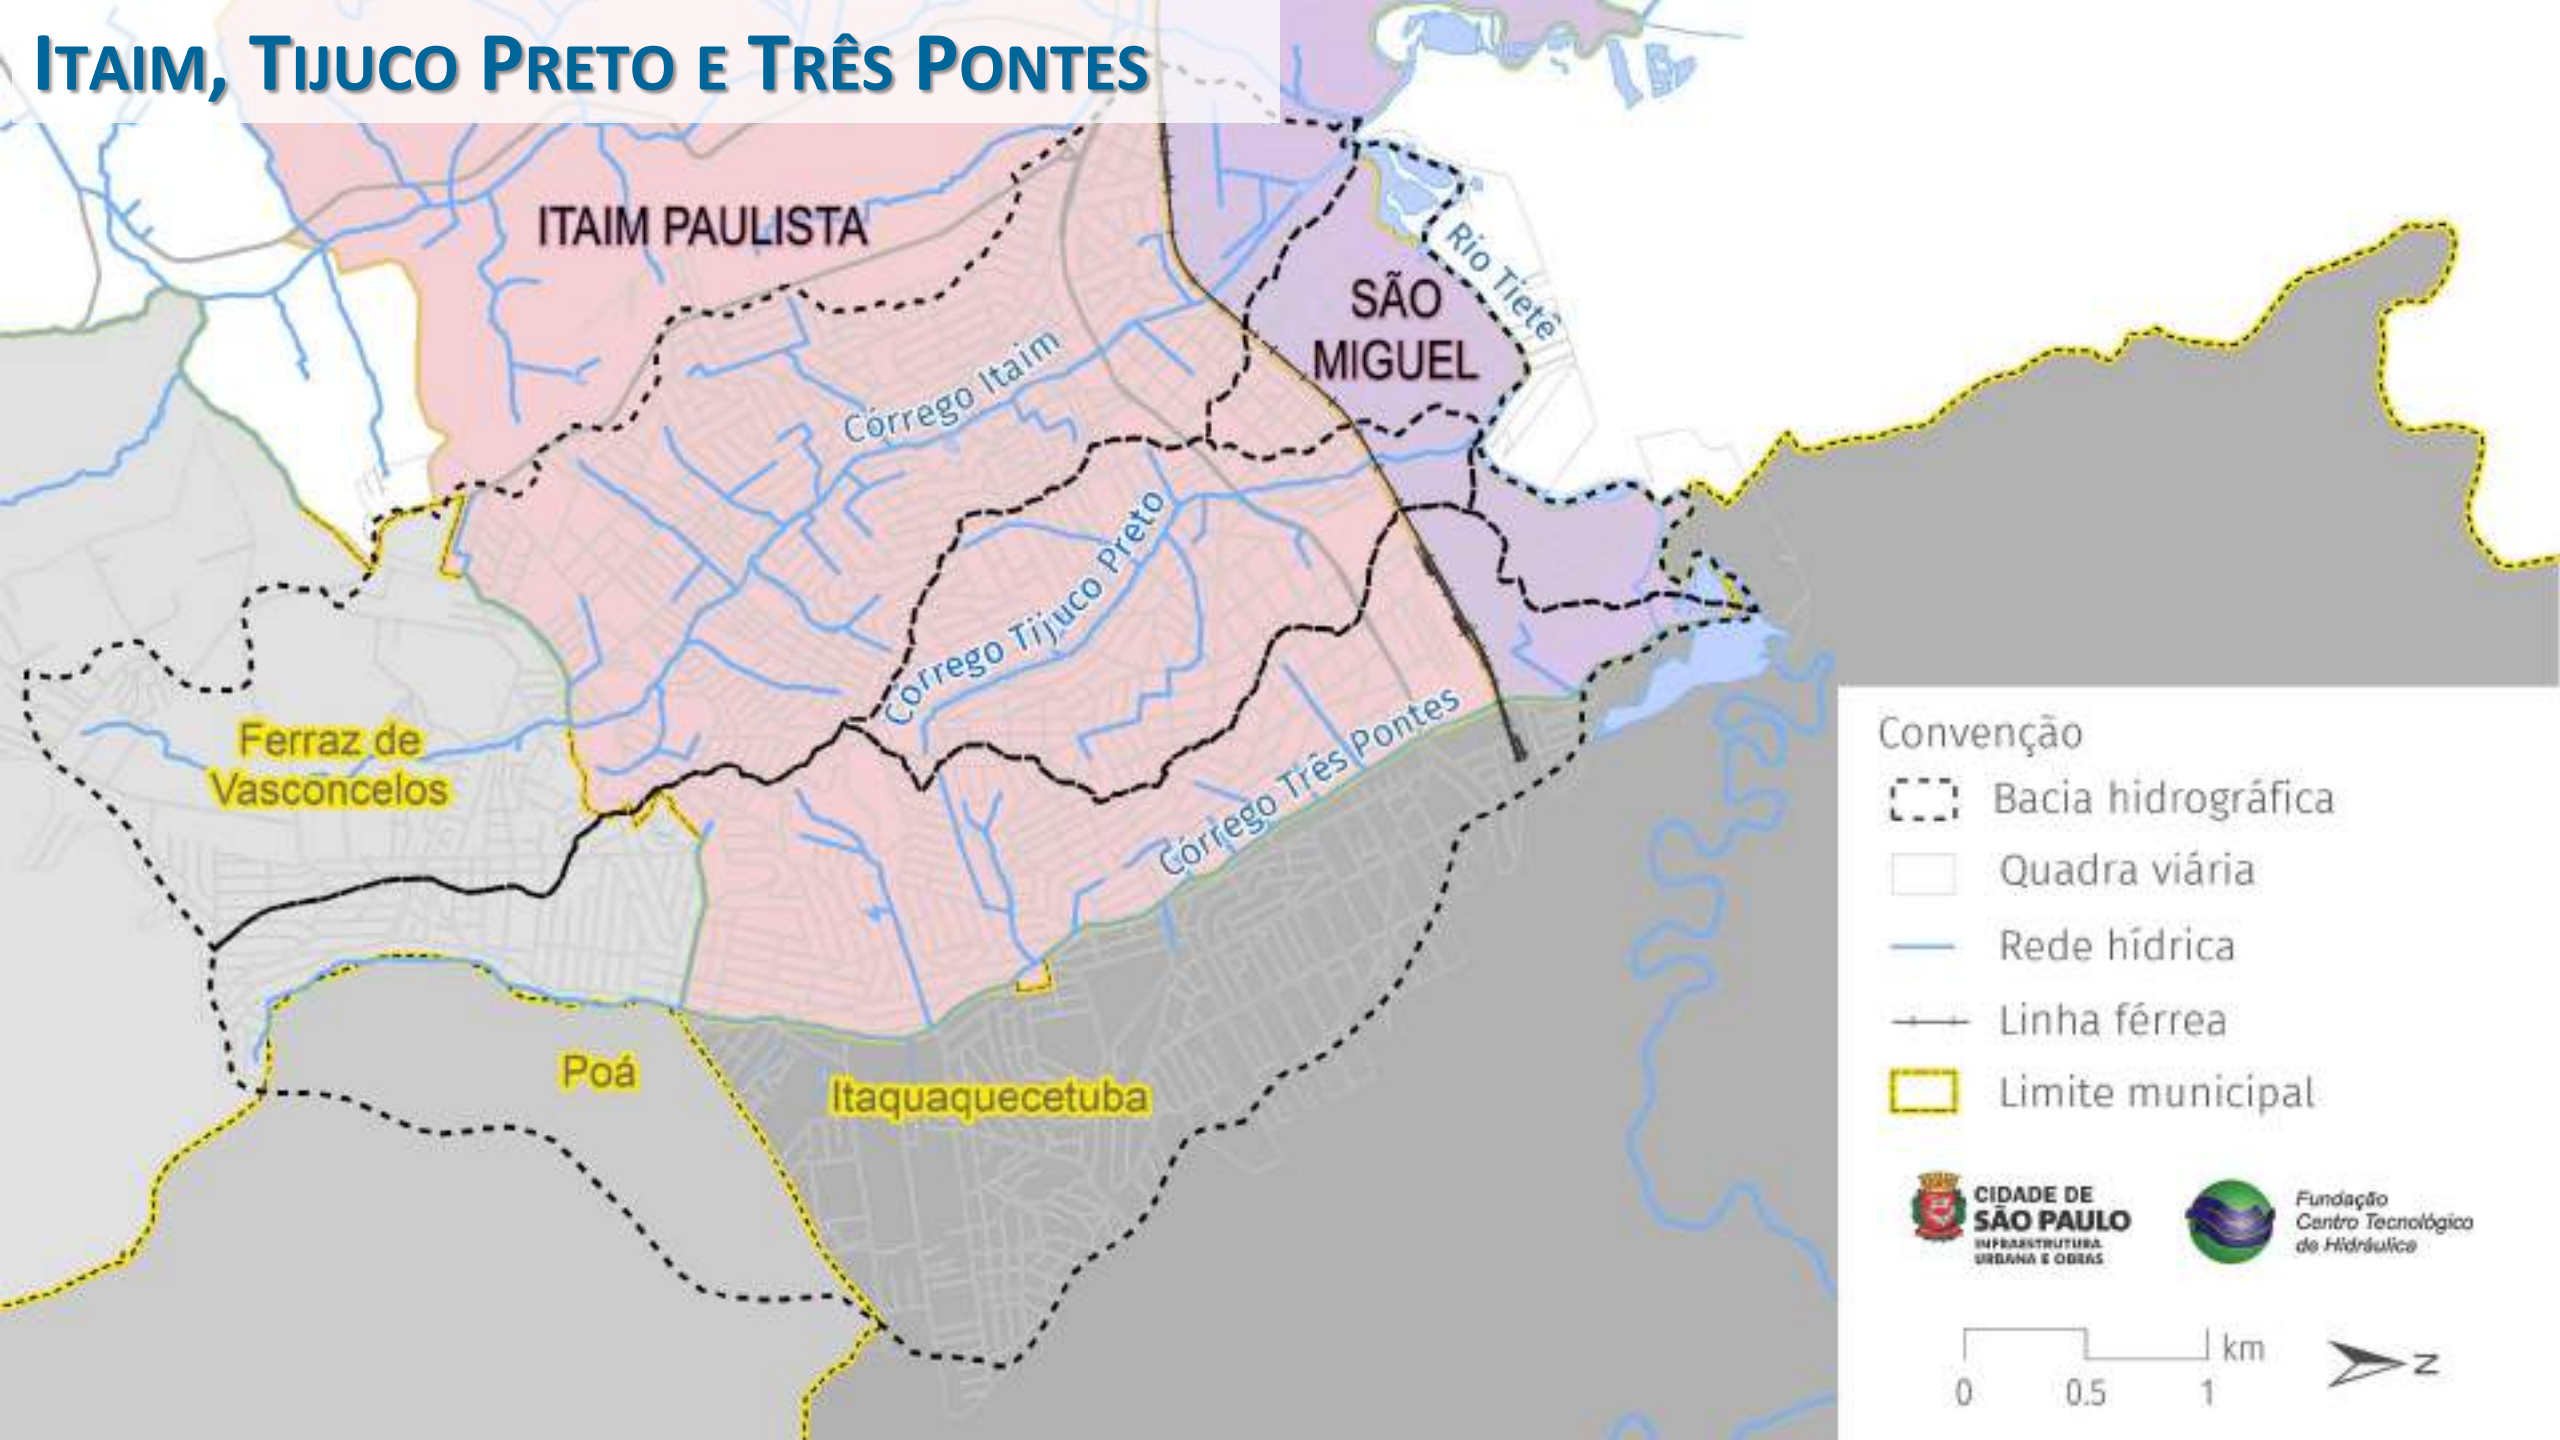 ITAIM, TIJUCO PRETO E TRÊS PONTES
ITAIM PAULISTA
SÃO
MIGUEL
Rio Tietê
Córrego Itaim
Córrego Tijuco Preto
Córrego Três Pontes
Ferraz de
Vasconcelos
Poá
Itaquaquecetuba
Convenção
Bacia hidrográfica
Quadra viária
Rede hídrica
Linha férrea
Limite municipal
CIDADE DE
SÃO PAULO
INFRAESTRUTURA
URBANA E OBRAS
Fundação
Centro Tecnológico
de Hidráulica
km
0 0.5 1
N